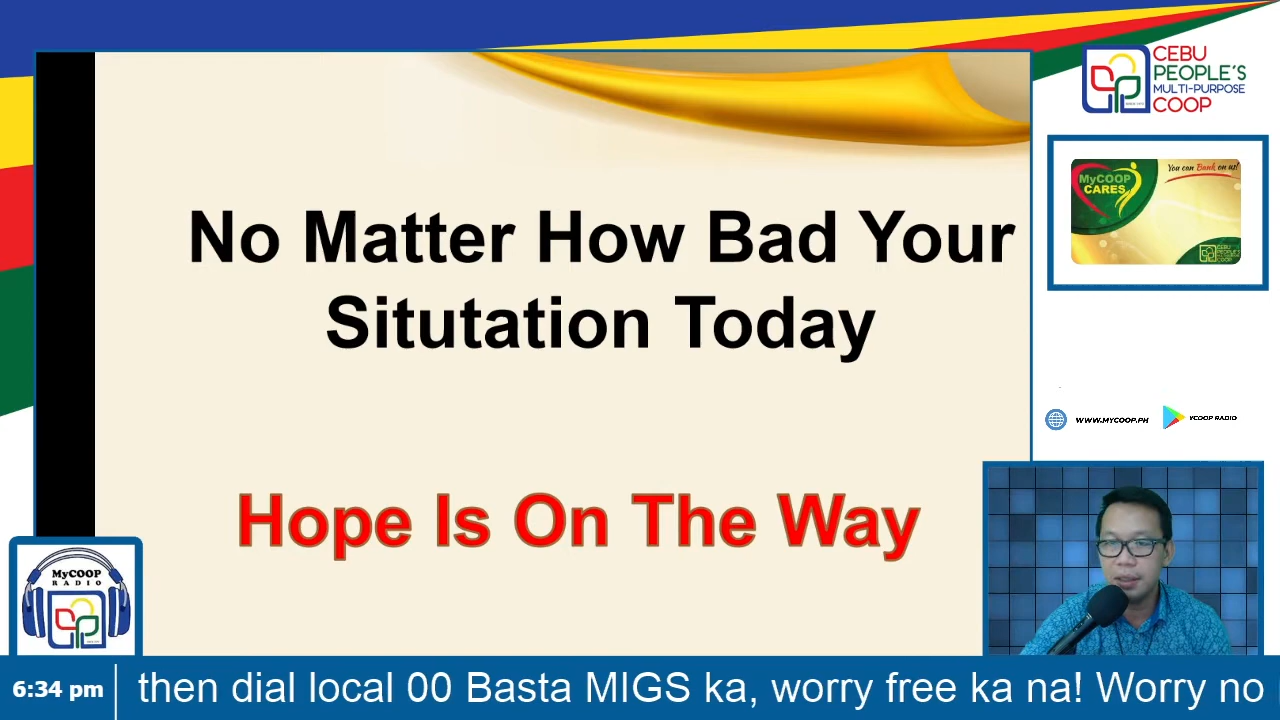 CEBU
PEOPLE'S
MULTI-PURPOSE
COOP
You can Bank on us!
MyCOOP
CARES
No Matter How Bad Your
Situtation Today
Hope Is On The Way
WWW.MYCOOP.PH
YCOOP RADIO
MyCOOP
RADIO
6:34 pm
then dial local 00 Basta MIGS ka, worry free ka na! Worry no